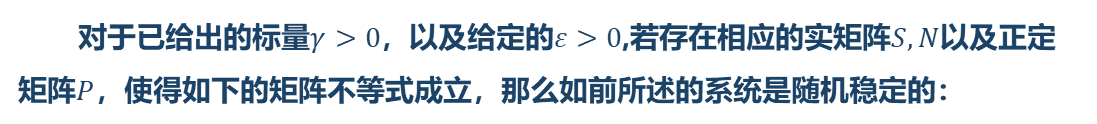 对于已给出的标量γ > 0，以及给定的ε > 0,若存在相应的实矩阵S, N以及正定
矩阵P，使得如下的矩阵不等式成立，那么如前所述的系统是随机稳定的：